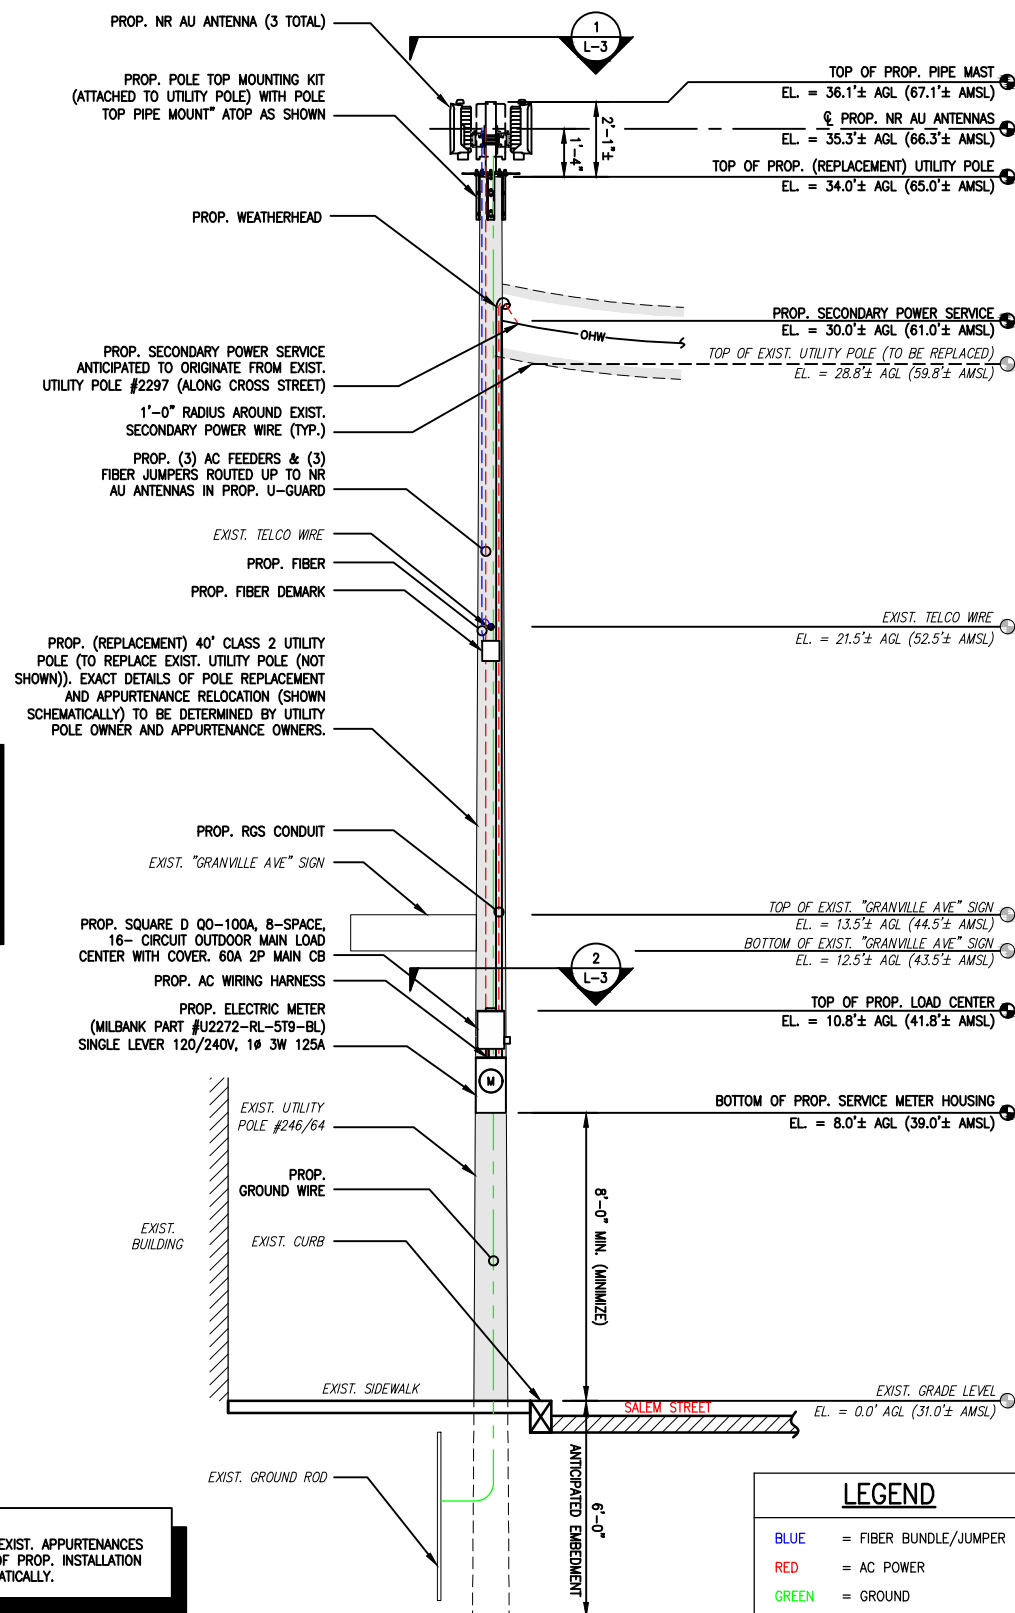 PROP. NR AU ANTENNA (3 TOTAL)
1
L-3
PROP. POLE TOP MOUNTING KIT
(ATTACHED TO UTILITY POLE) WITH POLE
TOP PIPE MOUNT" ATOP AS SHOWN
2'-1"±
1'-4"
TOP OF PROP. PIPE MAST
EL. = 36.1'± AGL (67.1'± AMSL)
℄ PROP. NR AU ANTENNAS
EL. = 35.3'± AGL (66.3'± AMSL)
TOP OF PROP. (REPLACEMENT) UTILITY POLE
EL. = 34.0'± AGL (65.0'± AMSL)
PROP. WEATHERHEAD
OHW
PROP. SECONDARY POWER SERVICE
EL. = 30.0'± AGL (61.0'± AMSL)
TOP OF EXIST. UTILITY POLE (TO BE REPLACED)
EL. = 28.8'± AGL (59.8'± AMSL)
PROP. SECONDARY POWER SERVICE
ANTICIPATED TO ORIGINATE FROM EXIST.
UTILITY POLE #2297 (ALONG CROSS STREET)
1'-0" RADIUS AROUND EXIST.
SECONDARY POWER WIRE (TYP.)
PROP. (3) AC FEEDERS & (3)
FIBER JUMPERS ROUTED UP TO NR
AU ANTENNAS IN PROP. U-GUARD
EXIST. TELCO WIRE
PROP. FIBER
PROP. FIBER DEMARK
EXIST. TELCO WIRE
EL. = 21.5'± AGL (52.5'± AMSL)
PROP. (REPLACEMENT) 40' CLASS 2 UTILITY
POLE (TO REPLACE EXIST. UTILITY POLE (NOT
SHOWN)). EXACT DETAILS OF POLE REPLACEMENT
AND APPURTENANCE RELOCATION (SHOWN
SCHEMATICALLY) TO BE DETERMINED BY UTILITY
POLE OWNER AND APPURTENANCE OWNERS.
PROP. RGS CONDUIT
EXIST. "GRANVILLE AVE" SIGN
TOP OF EXIST. "GRANVILLE AVE" SIGN
EL. = 13.5'± AGL (44.5'± AMSL)
BOTTOM OF EXIST. "GRANVILLE AVE" SIGN
EL. = 12.5'± AGL (43.5'± AMSL)
PROP. SQUARE D QO-100A, 8-SPACE,
16- CIRCUIT OUTDOOR MAIN LOAD
CENTER WITH COVER. 60A 2P MAIN CB
2
L-3
PROP. AC WIRING HARNESS
TOP OF PROP. LOAD CENTER
EL. = 10.8'± AGL (41.8'± AMSL)
PROP. ELECTRIC METER
(MILBANK PART #U2272-RL-5T9-BL)
SINGLE LEVER 120/240V, 1ø 3W 125A
M
BOTTOM OF PROP. SERVICE METER HOUSING
EL. = 8.0'± AGL (39.0'± AMSL)
EXIST. UTILITY
POLE #246/64
PROP.
GROUND WIRE
8'-0" MIN. (MINIMIZE)
EXIST.
BUILDING
EXIST. CURB
EXIST. SIDEWALK
SALEM STREET
EXIST. GRADE LEVEL
EL. = 0.0' AGL (31.0'± AMSL)
EXIST. GROUND ROD
6'-0"
ANTICIPATED EMBEDMENT
EXIST. APPURTENANCES
OF PROP. INSTALLATION
ATICALLY.
LEGEND
BLUE = FIBER BUNDLE/JUMPER
RED = AC POWER
GREEN = GROUND